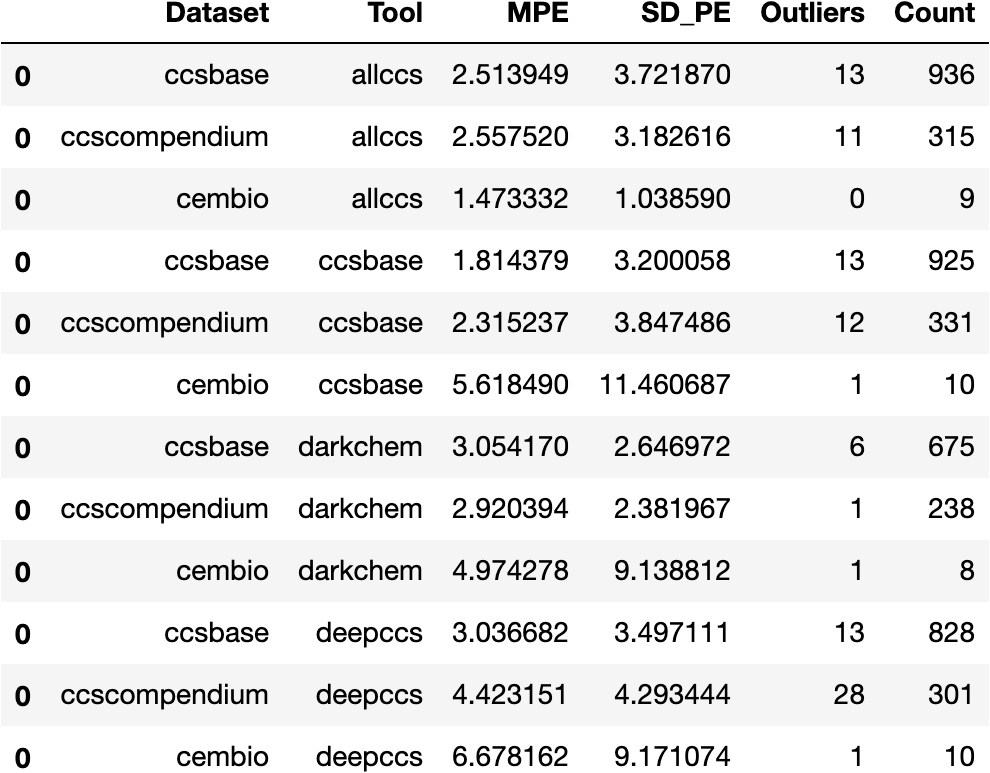 Dataset Tool MPE SD_PE Outliers Count
0 ccsbase allccs 2.513949 3.721870 13 936
0 ccscompendium allccs 2.557520 3.182616 11 315
0 cembio allccs 1.473332 1.038590 0 9
0 ccsbase ccsbase 1.814379 3.200058 13 925
0 ccscompendium ccsbase 2.315237 3.847486 12 331
0 cembio ccsbase 5.618490 11.460687 1 10
0 ccsbase darkchem 3.054170 2.646972 6 675
0 ccscompendium darkchem 2.920394 2.381967 1 238
0 cembio darkchem 4.974278 9.138812 1 8
0 ccsbase deepccs 3.036682 3.497111 13 828
0 ccscompendium deepccs 4.423151 4.293444 28 301
0 cembio deepccs 6.678162 9.171074 1 10